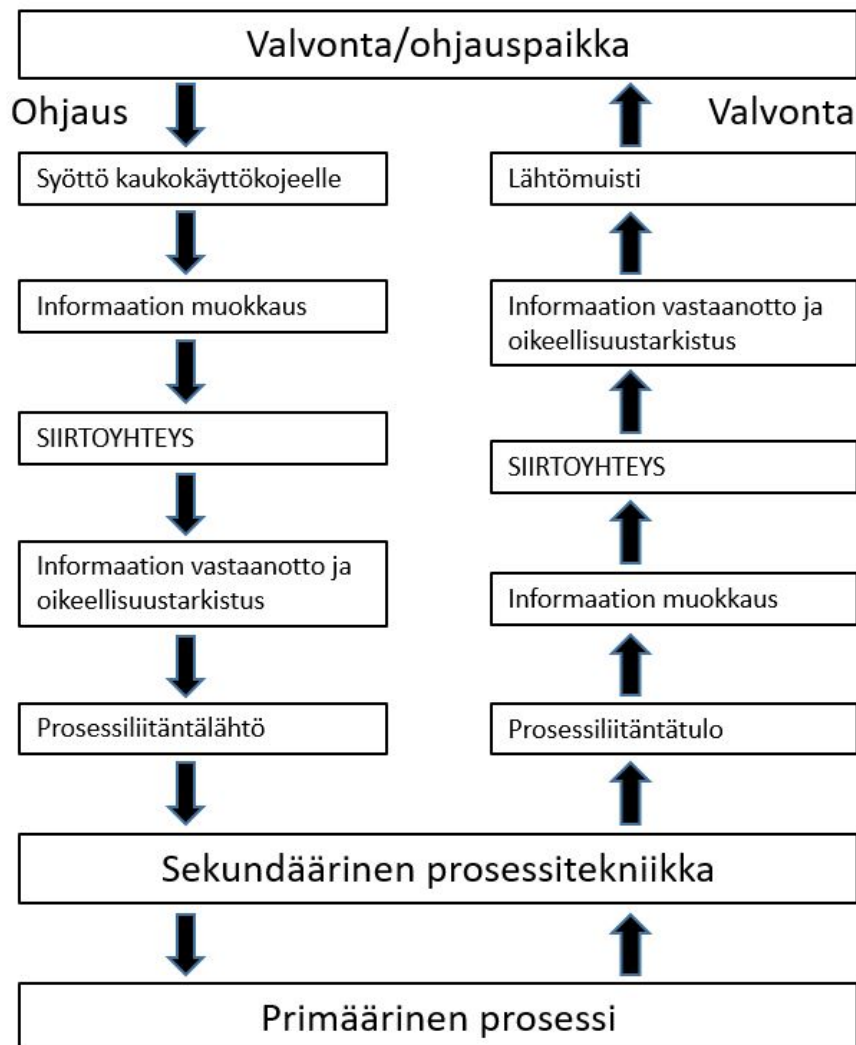 Valvonta/ohjauspaikka
Ohjaus
Valvonta
Syöttö kaukokäyttökojeelle
Lähtömuisti
Informaation muokkaus
Informaation vastaanotto ja
oikeellisuustarkistus
SIIRTOYHTEYS
SIIRTOYHTEYS
Informaation vastaanotto ja
oikeellisuustarkistus
Informaation muokkaus
Prosessiliitäntälähtö
Prosessiliitäntätulo
Sekundäärinen prosessitekniikka
Primäärinen prosessi